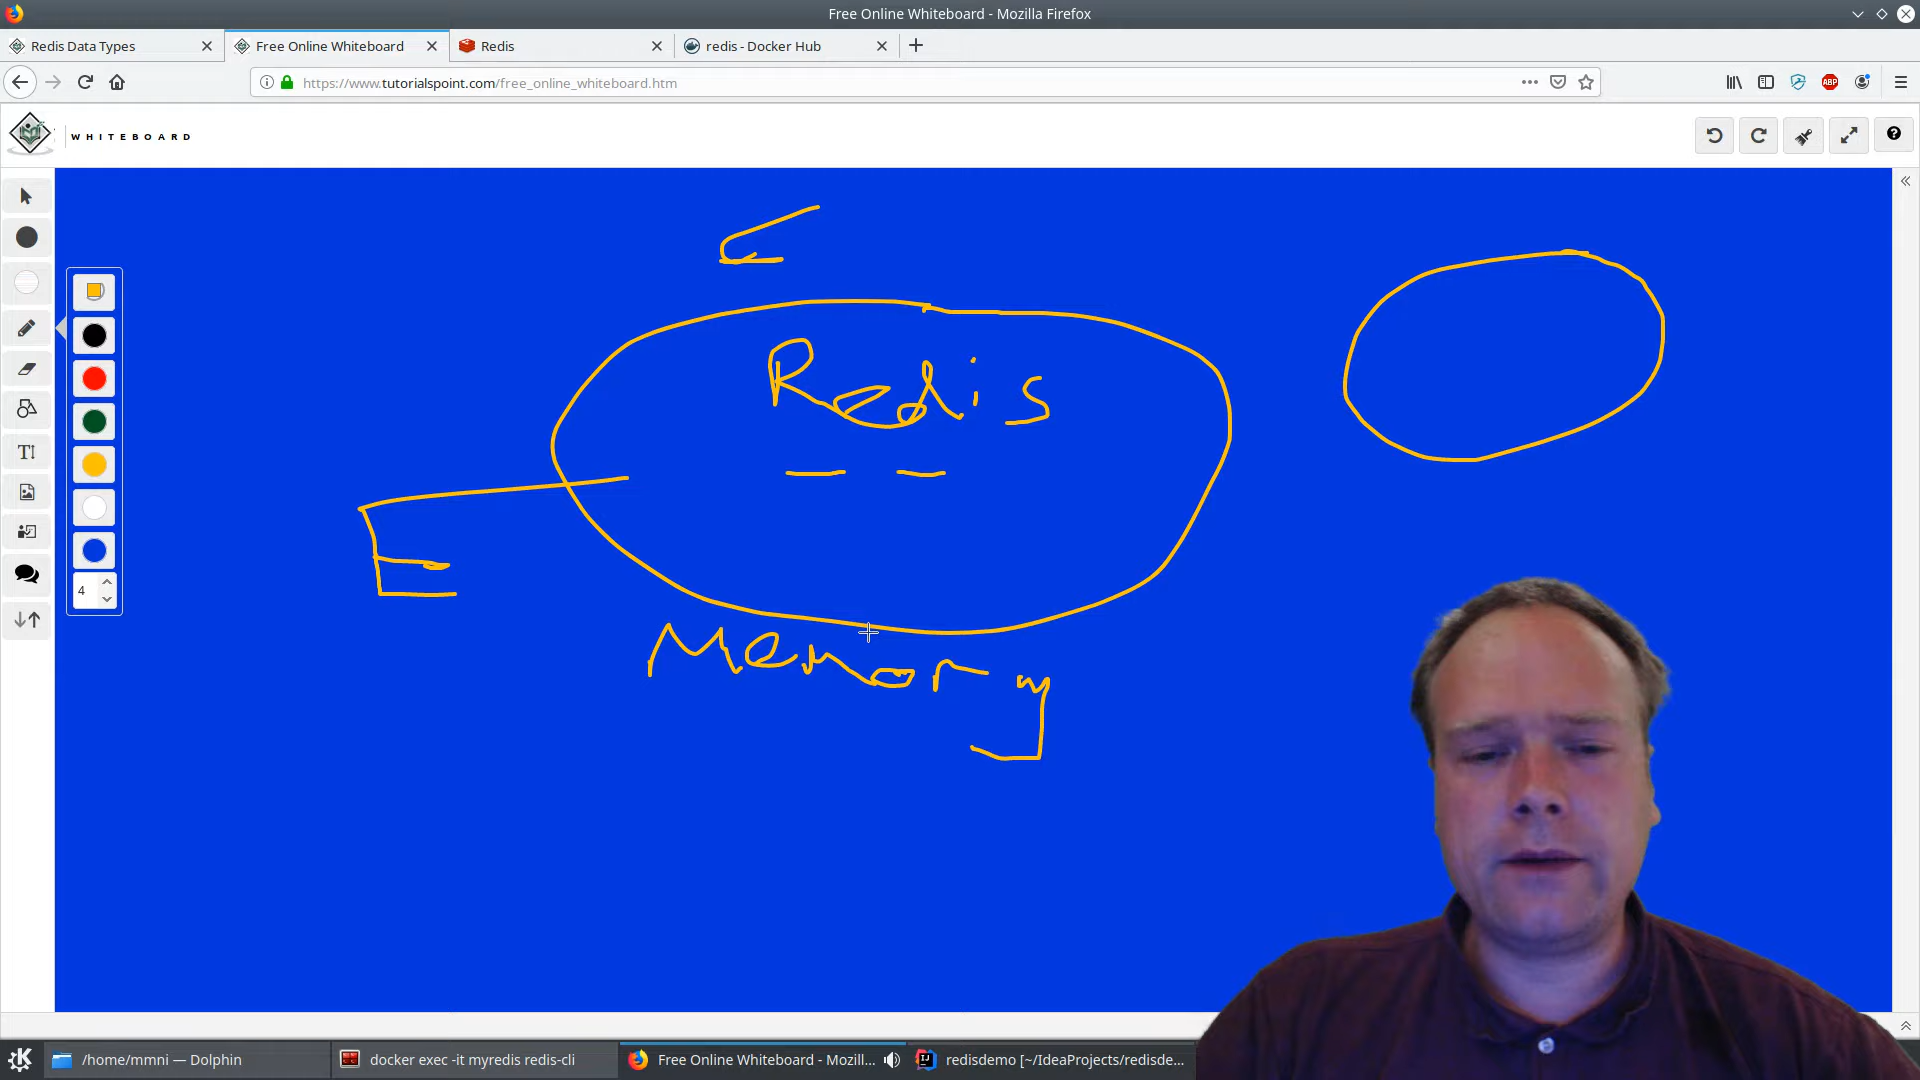 Free Online Whiteboard - Mozilla Firefox
Redis Data Types
Free Online Whiteboard
Redis
redis - Docker Hub
https://www.tutorialspoint.com/free_online_whiteboard.htm
ABP
WHITEBOARD
Redis
4
Memory
/home/mmni — Dolphin
docker exec -it myredis redis-cli
Free Online Whiteboard - Mozill...
redisdemo [~/IdeaProjects/redisde...